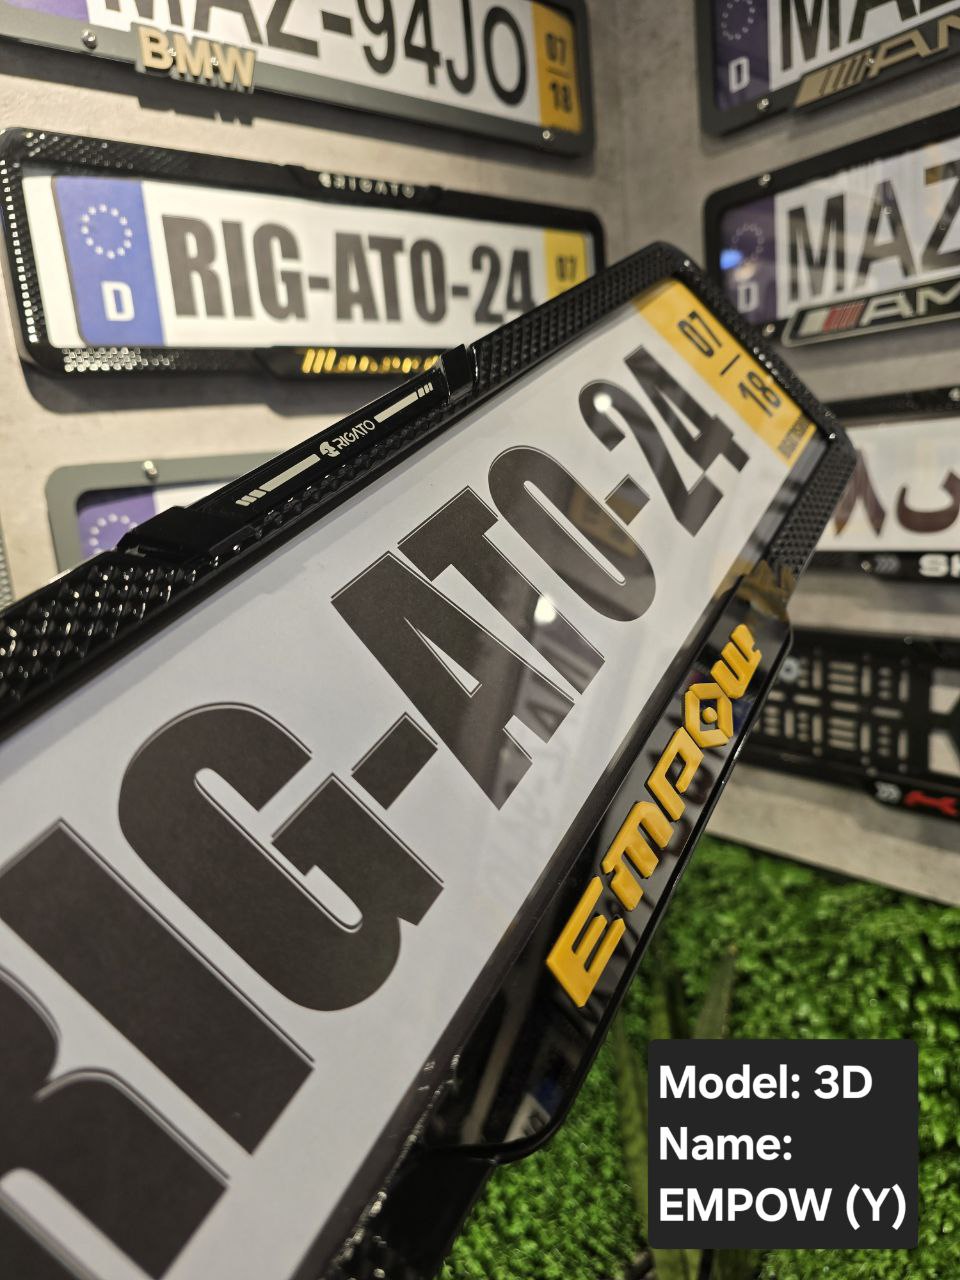 MAZ-94JO
07
18
BMW
D
RIGATO
D
RIG-ATO-24
07
RIGATO
RIG-ATO-24
07
18
EMPOW
D
MAZ
AMG
Model: 3D
Name:
EMPOW (Y)